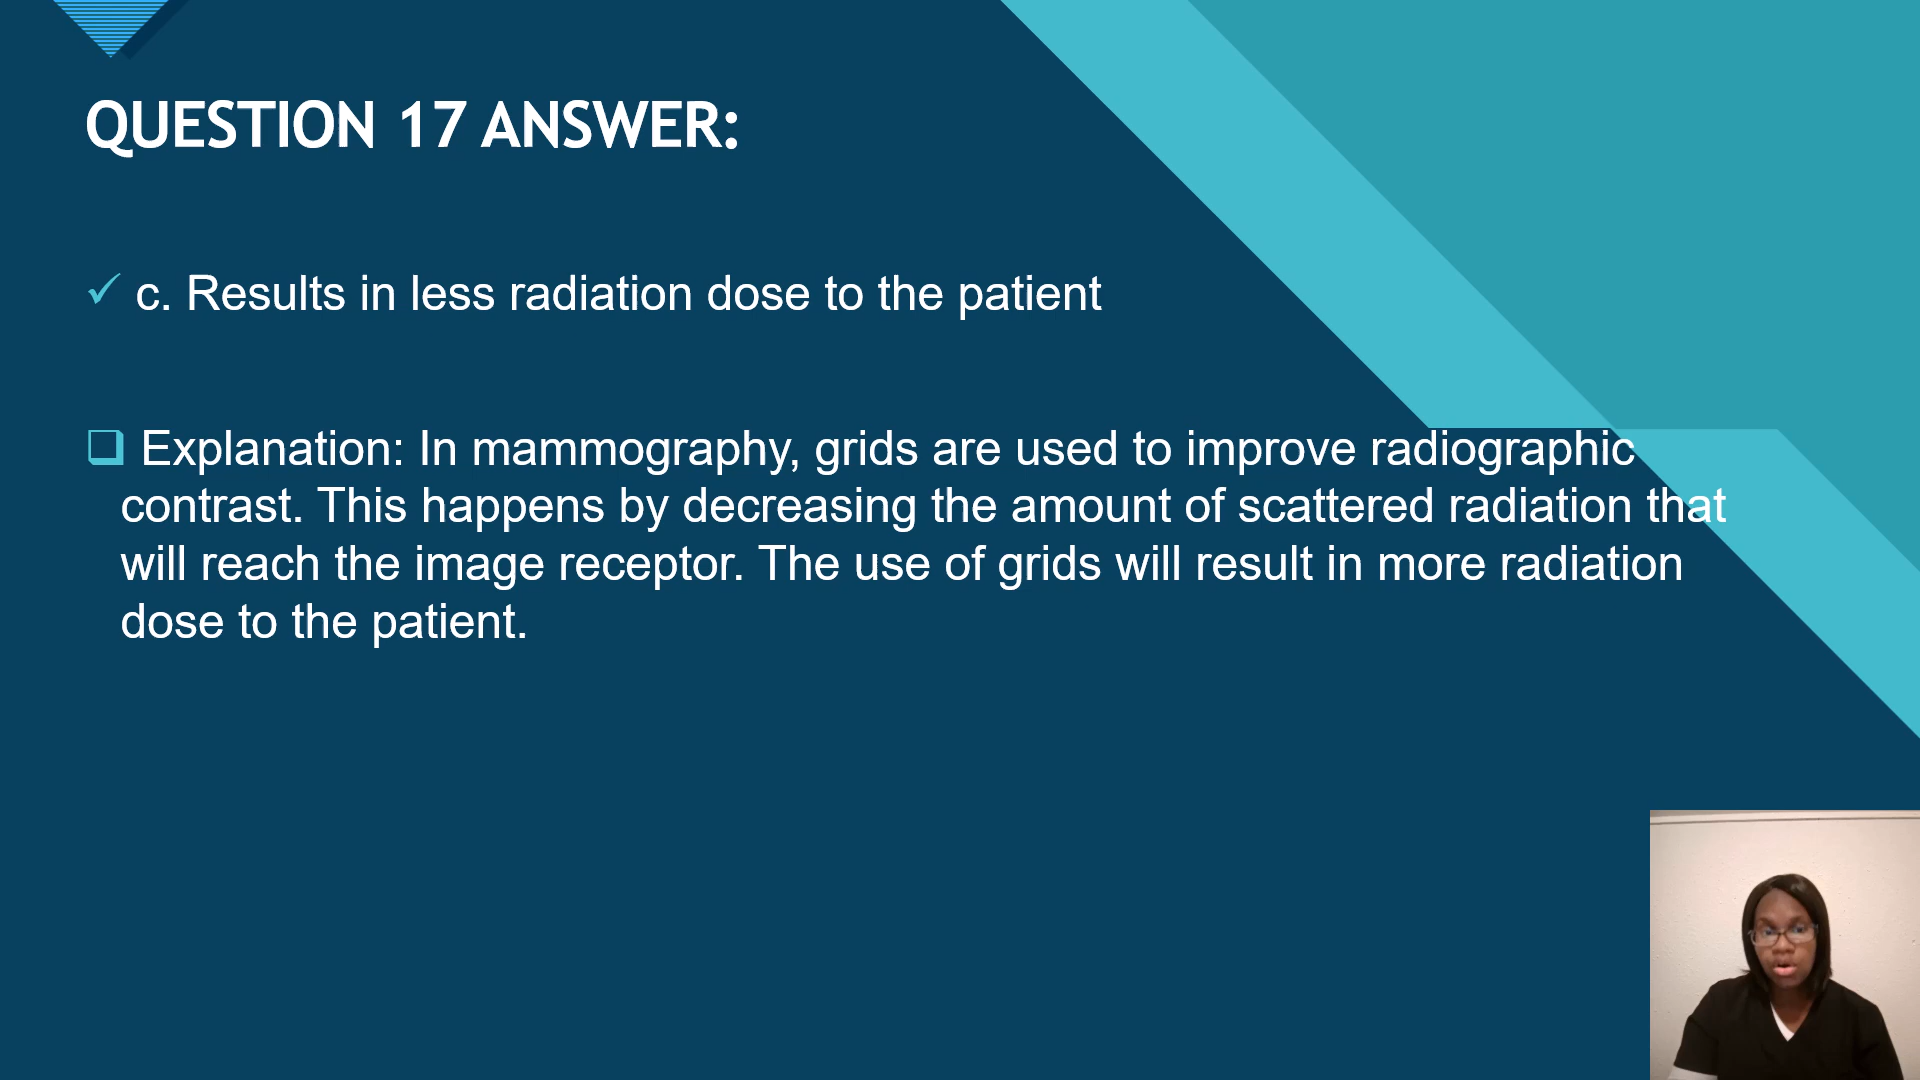 QUESTION 17 ANSWER:
c. Results in less radiation dose to the patient
Explanation: In mammography, grids are used to improve radiographic
contrast. This happens by decreasing the amount of scattered radiation that
will reach the image receptor. The use of grids will result in more radiation
dose to the patient.